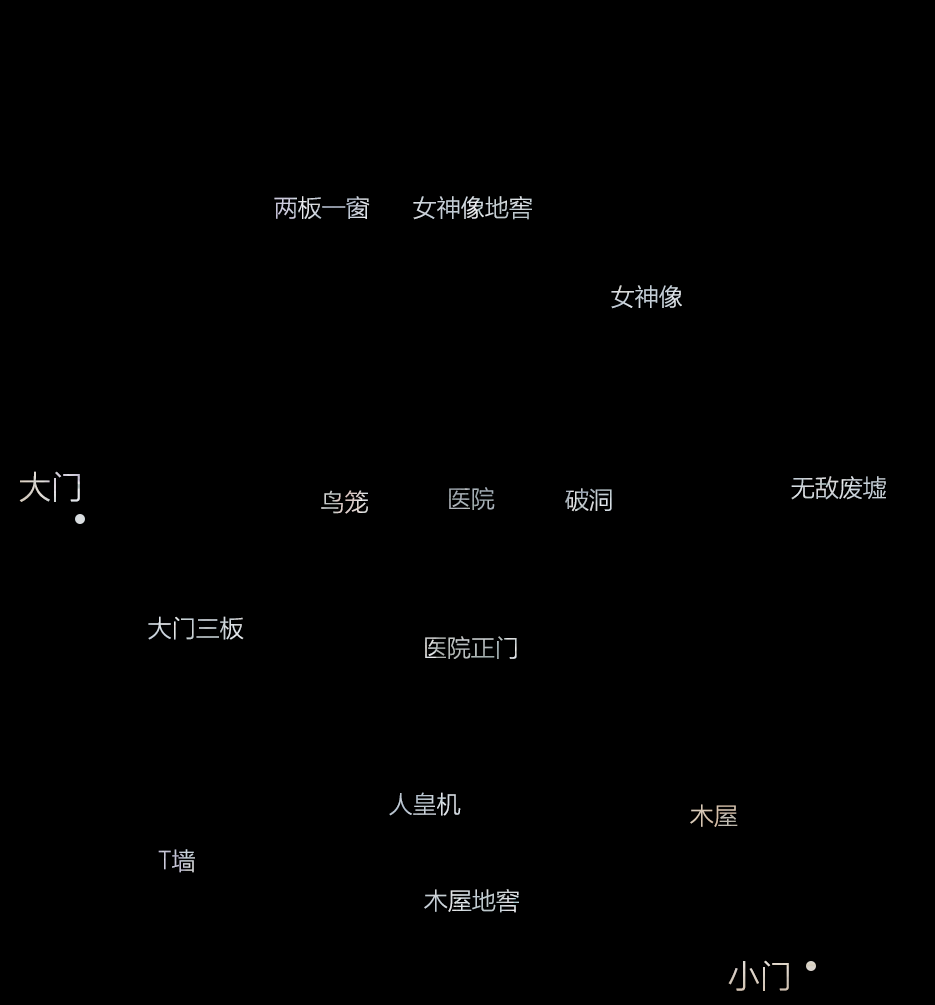 两板一窗
女神像地窖
女神像
大门
鸟笼
医院
破洞
无敌废墟
大门三板
医院正门
人皇机
木屋
T墙
木屋地窖
小门